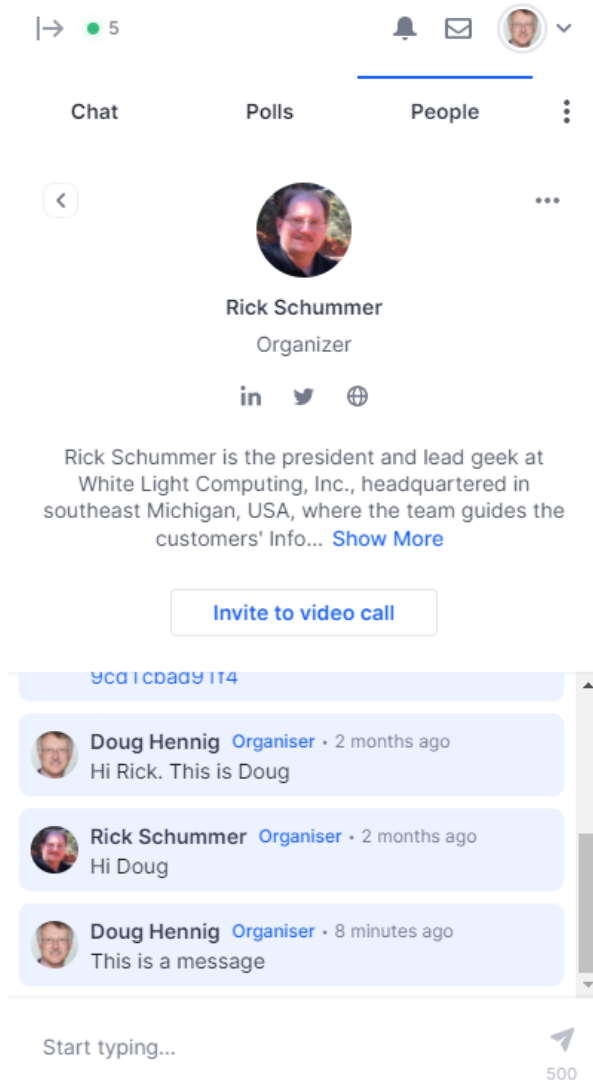 5
Chat Polls People
Rick Schummer
Organizer
in
Rick Schummer is the president and lead geek at
White Light Computing, Inc., headquartered in
southeast Michigan, USA, where the team guides the
customers' Info... Show More
Invite to video call
9cd1cbad91f4
Doug Hennig Organiser • 2 months ago
Hi Rick. This is Doug
Rick Schummer Organiser • 2 months ago
Hi Doug
Doug Hennig Organiser • 8 minutes ago
This is a message
Start typing...
500